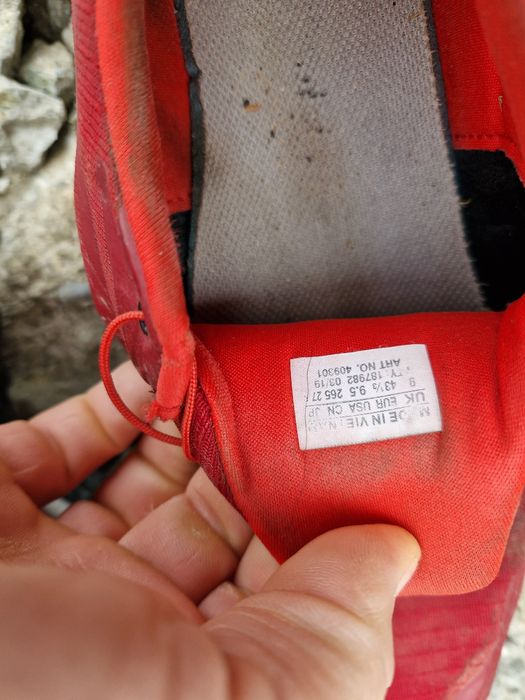 M DE IN VIETNAM
UK EUR USA CN JP
9 43⅓ 9.5 265 27
TY. 187982 03/19
ART NO. 409301